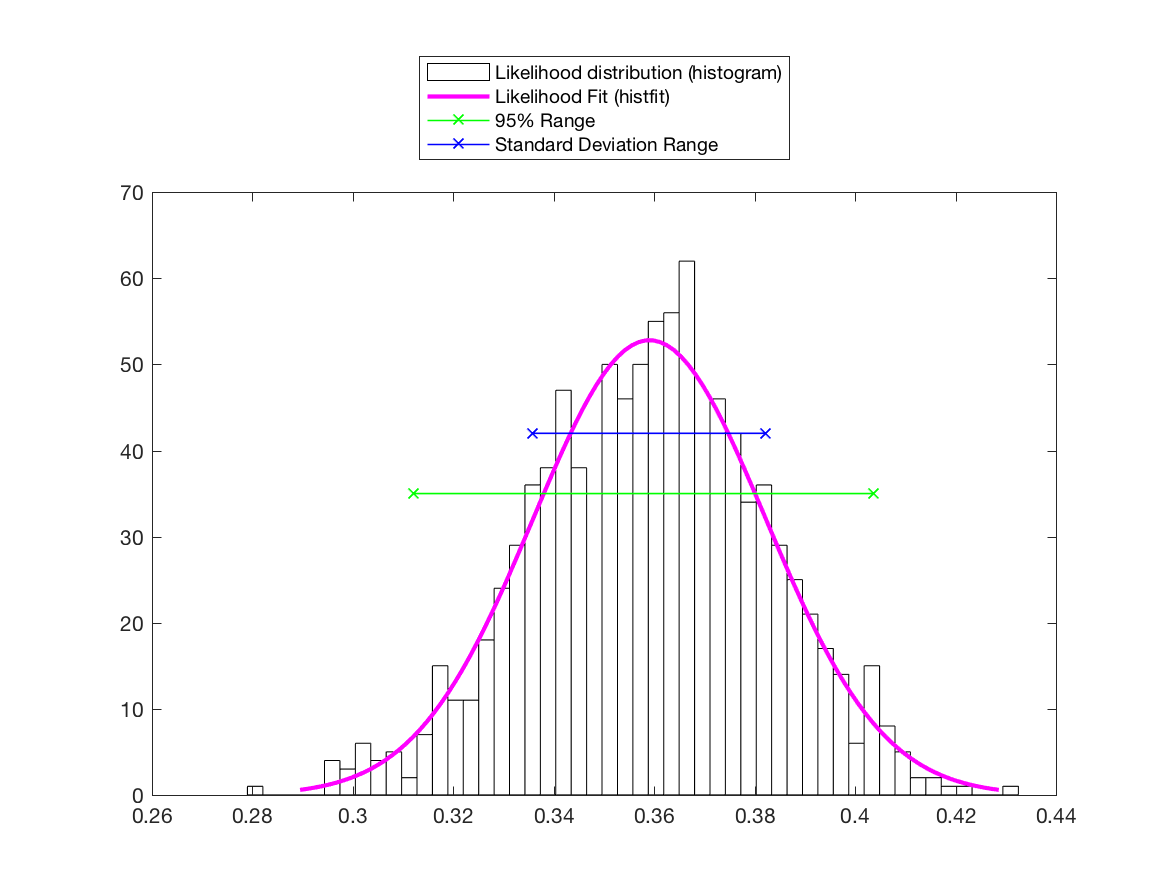 Likelihood distribution (histogram)
Likelihood Fit (histfit)
95% Range
Standard Deviation Range
70
60
50
40
30
20
10
0
0.26 0.28 0.3 0.32 0.34 0.36 0.38 0.4 0.42 0.44